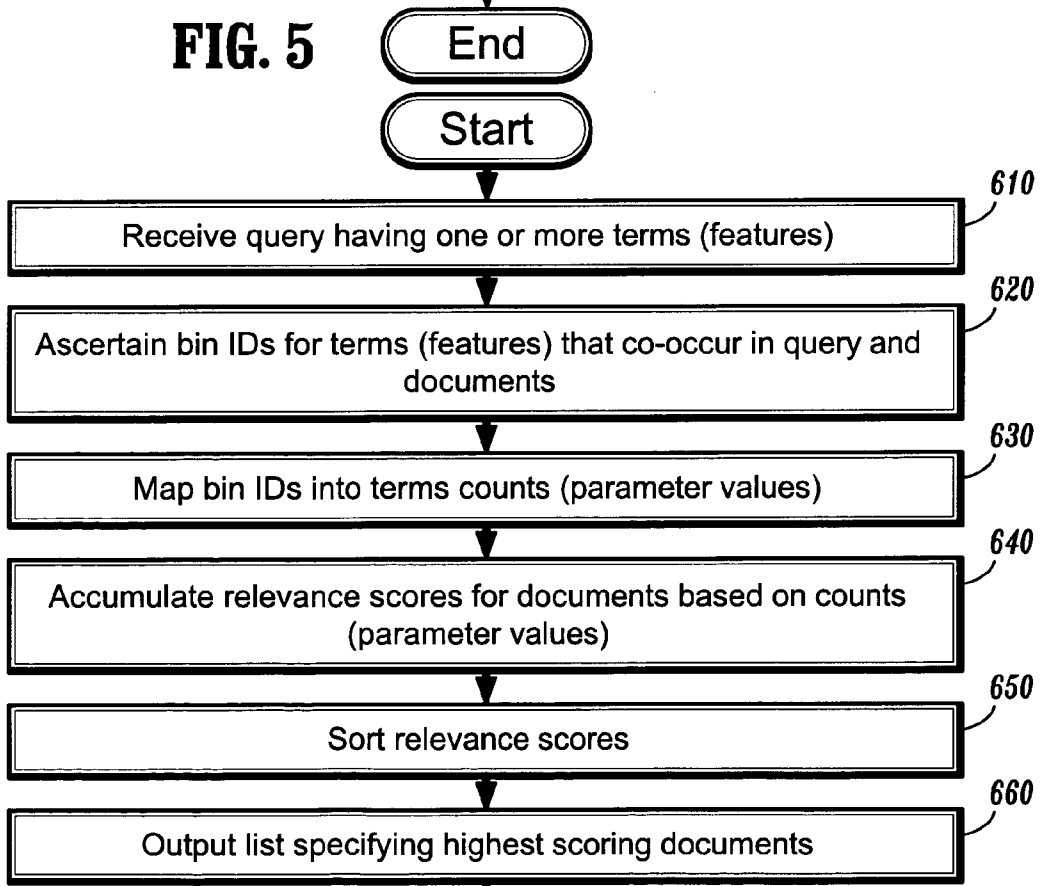 FIG. 5
End
Start
610
Receive query having one or more terms (features)
620
Ascertain bin IDs for terms (features) that co-occur in query and
documents
630
Map bin IDs into terms counts (parameter values)
640
Accumulate relevance scores for documents based on counts
(parameter values)
650
Sort relevance scores
660
Output list specifying highest scoring documents